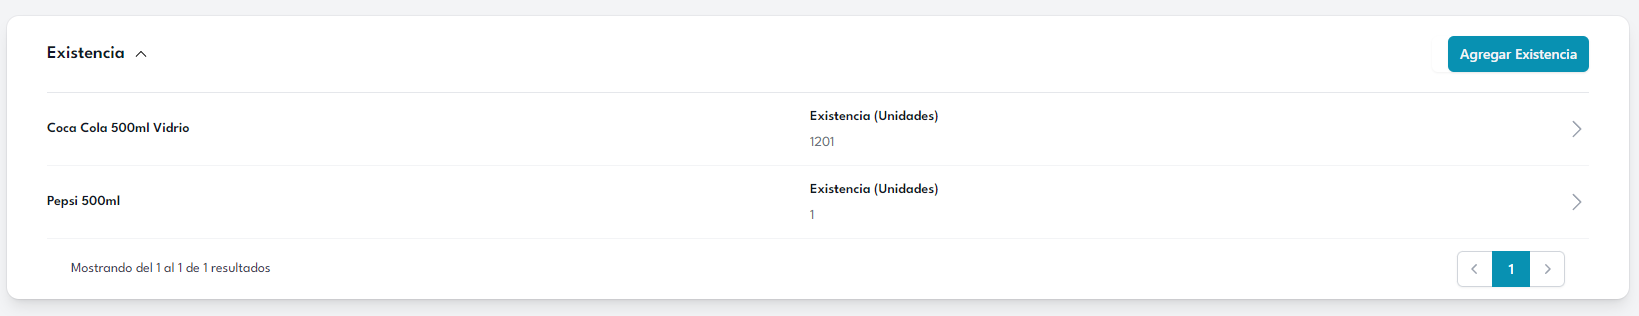 Existencia
Agregar Existencia
Coca Cola 500ml Vidrio
Existencia (Unidades)
1201
Pepsi 500ml
Existencia (Unidades)
1
Mostrando del 1 al 1 de 1 resultados
1